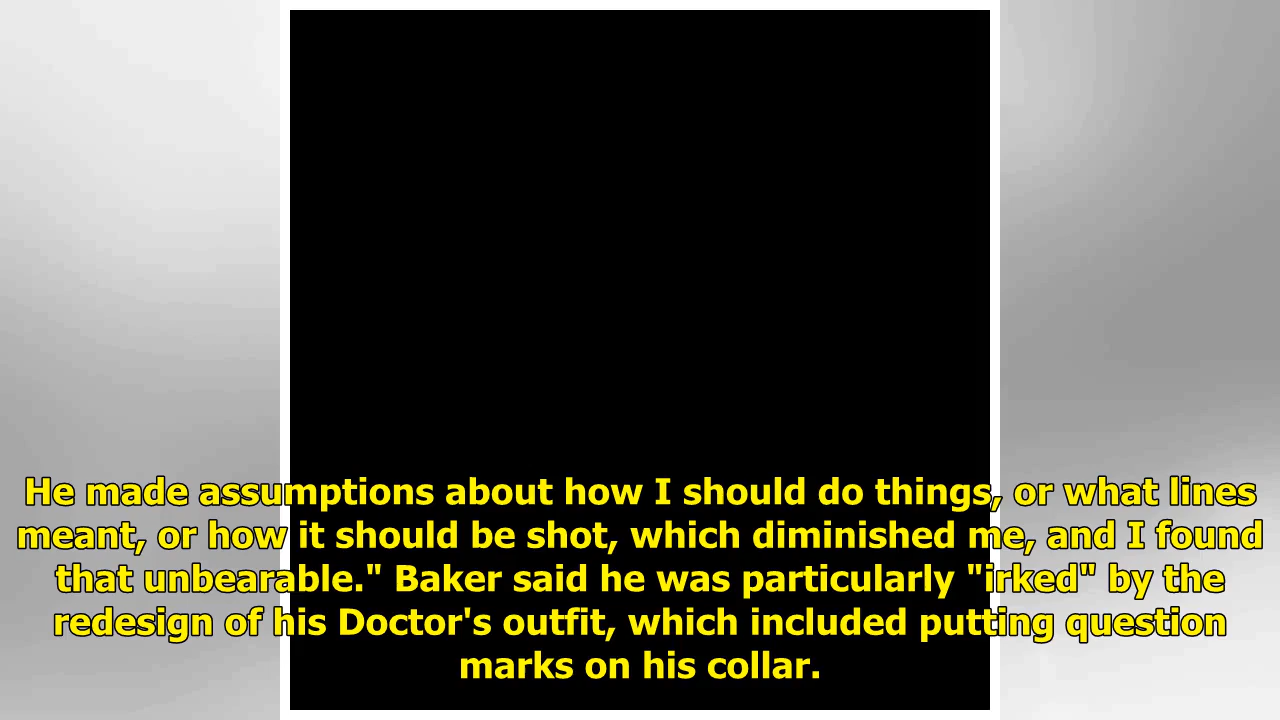 He made assumptions about how I should do things, or what lines
meant, or how it should be shot, which diminished me, and I found
that unbearable." Baker said he was particularly "irked" by the
redesign of his Doctor's outfit, which included putting question
marks on his collar.